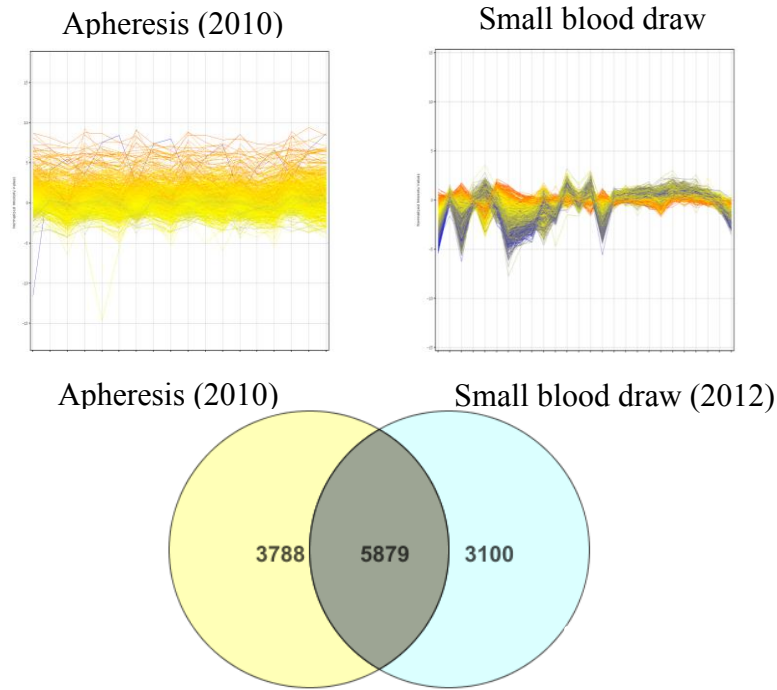 Apheresis (2010)
Small blood draw
Apheresis (2010)
Small blood draw (2012)
3788
5879
3100